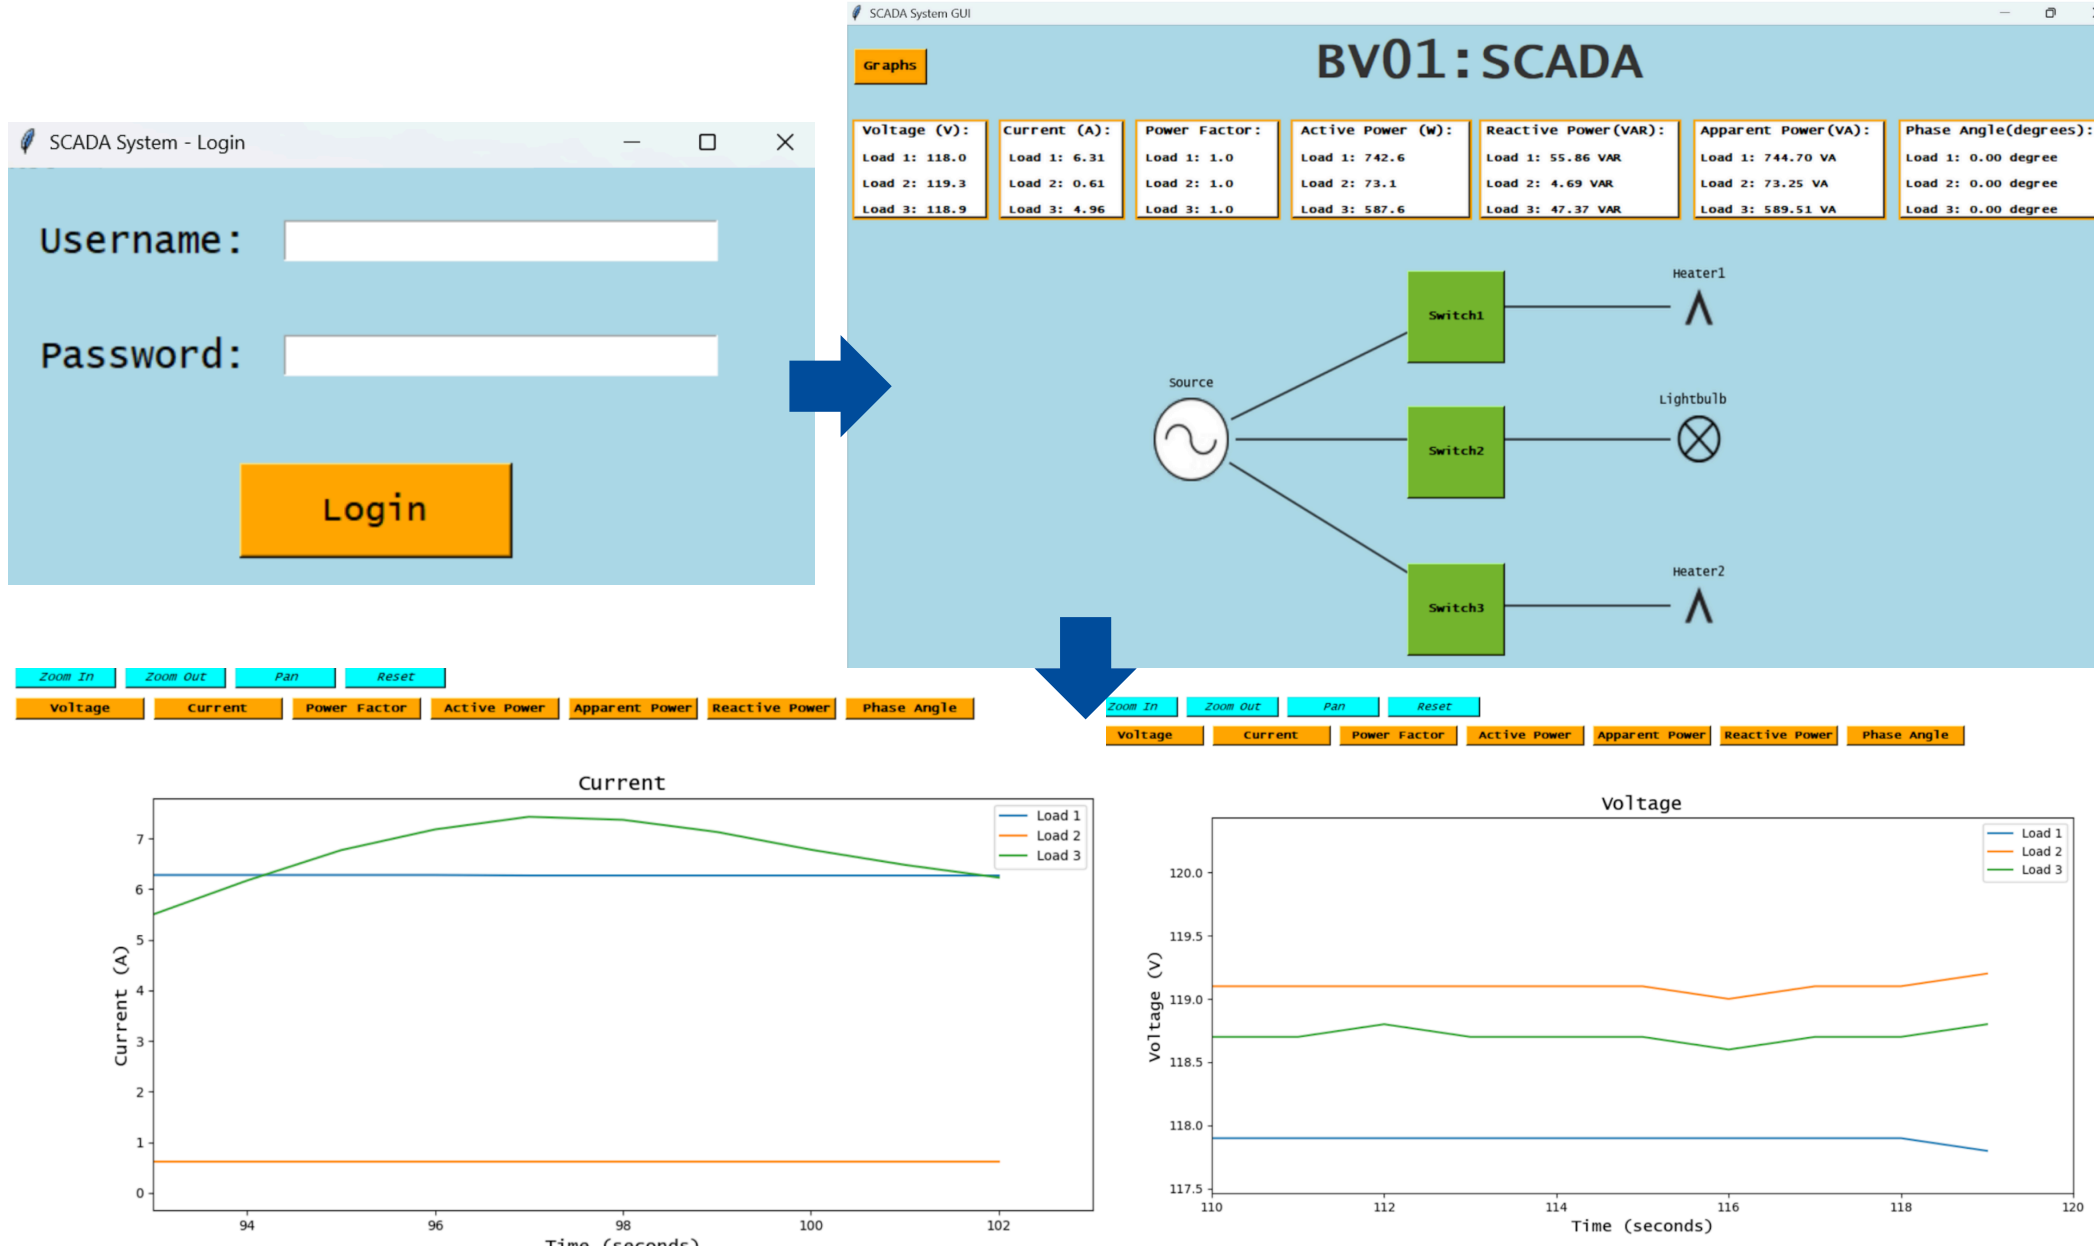 SCADA System - Login
Username:
Password:
Login
SCADA System GUI
Graphs
BV01:SCADA
Voltage (V):
Load 1: 118.0
Load 2: 119.3
Load 3: 118.9
Current (A):
Load 1: 6.31
Load 2: 0.61
Load 3: 4.96
Power Factor:
Load 1: 1.0
Load 2: 1.0
Load 3: 1.0
Active Power (W):
Load 1: 742.6
Load 2: 73.1
Load 3: 587.6
Reactive Power(VAR):
Load 1: 55.86 VAR
Load 2: 4.69 VAR
Load 3: 47.37 VAR
Apparent Power(VA):
Load 1: 744.70 VA
Load 2: 73.25 VA
Load 3: 589.51 VA
Phase Angle(degrees):
Load 1: 0.00 degree
Load 2: 0.00 degree
Load 3: 0.00 degree
Source
Switch1
Heater1
Switch2
Lightbulb
Switch3
Heater2
Zoom In Zoom Out Pan Reset
Voltage Current Power Factor Active Power Apparent Power Reactive Power Phase Angle
Current
Load 1
Load 2
Load 3
Current (A)
7
6
5
4
3
2
1
0
94 96 98 100 102
Time (seconds)
Zoom In Zoom Out Pan Reset
Voltage Current Power Factor Active Power Apparent Power Reactive Power Phase Angle
Voltage
Load 1
Load 2
Load 3
Voltage (V)
120.0
119.5
119.0
118.5
118.0
117.5
110 112 114 116 118 120
Time (seconds)